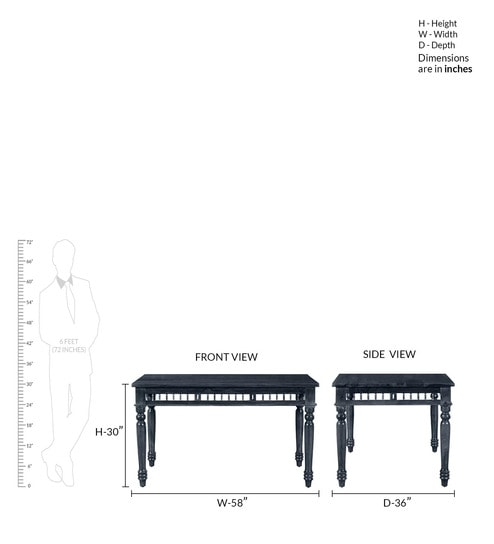 H - Height
W - Width
D - Depth
Dimensions
are in inches
72"
66"
60"
54"
48"
42"
36"
30"
24"
18"
12"
6"
0
6 FEET
(72 INCHES)
FRONT VIEW
SIDE VIEW
H-30"
W-58"
D-36"